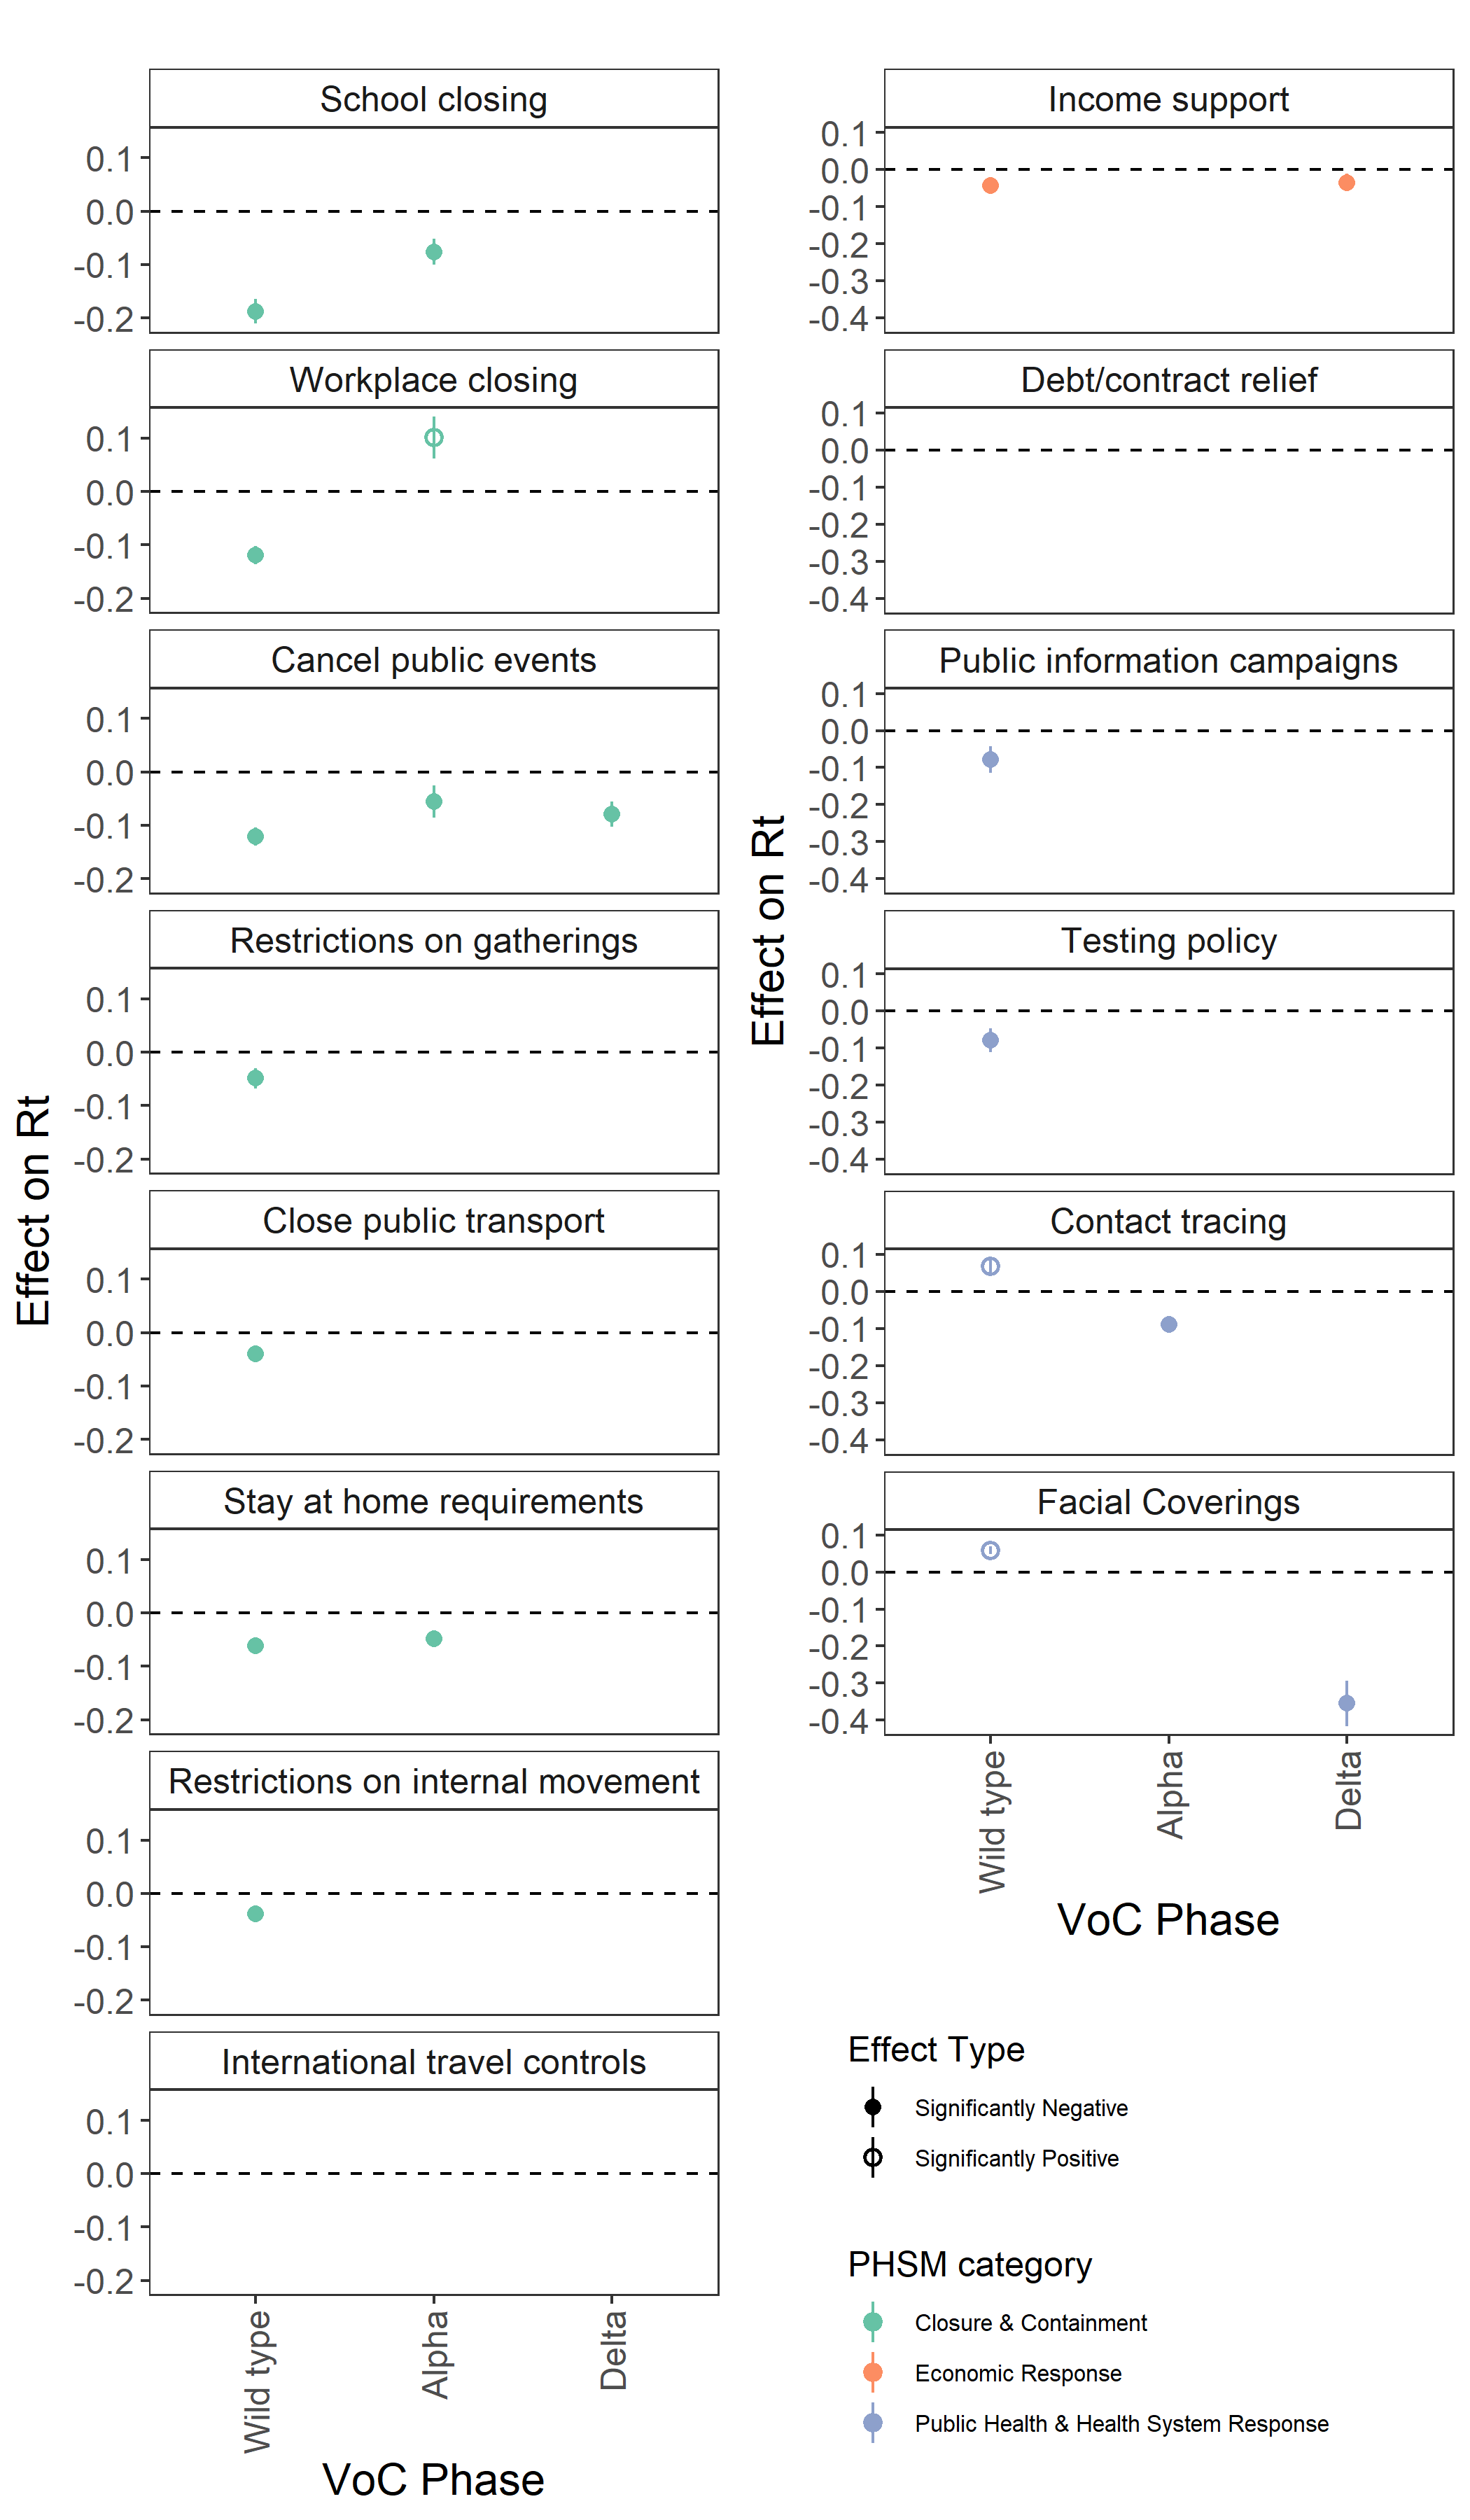 School closing
0.1
0.0
-0.1
-0.2
Workplace closing
0.1
0.0
-0.1
-0.2
Cancel public events
0.1
0.0
-0.1
-0.2
Restrictions on gatherings
0.1
0.0
-0.1
-0.2
Close public transport
0.1
0.0
-0.1
-0.2
Stay at home requirements
0.1
0.0
-0.1
-0.2
Restrictions on internal movement
0.1
0.0
-0.1
-0.2
International travel controls
0.1
0.0
-0.1
-0.2
Effect on Rt
Wild type
Alpha
Delta
VoC Phase
Income support
0.1
0.0
-0.1
-0.2
-0.3
-0.4
Debt/contract relief
0.1
0.0
-0.1
-0.2
-0.3
-0.4
Public information campaigns
0.1
0.0
-0.1
-0.2
-0.3
-0.4
Testing policy
0.1
0.0
-0.1
-0.2
-0.3
-0.4
Contact tracing
0.1
0.0
-0.1
-0.2
-0.3
-0.4
Facial Coverings
0.1
0.0
-0.1
-0.2
-0.3
-0.4
Effect on Rt
Wild type
Alpha
Delta
VoC Phase
Effect Type
Significantly Negative
Significantly Positive
PHSM category
Closure & Containment
Economic Response
Public Health & Health System Response